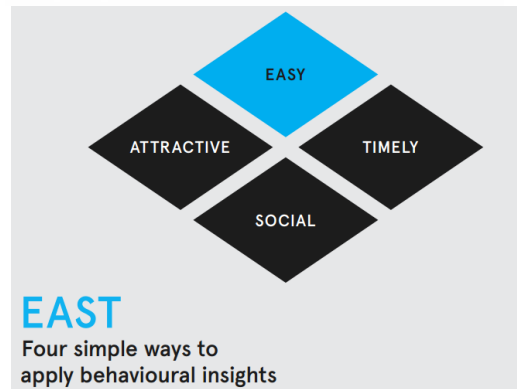 EASY
ATTRACTIVE
TIMELY
SOCIAL
EAST
Four simple ways to
apply behavioural insights